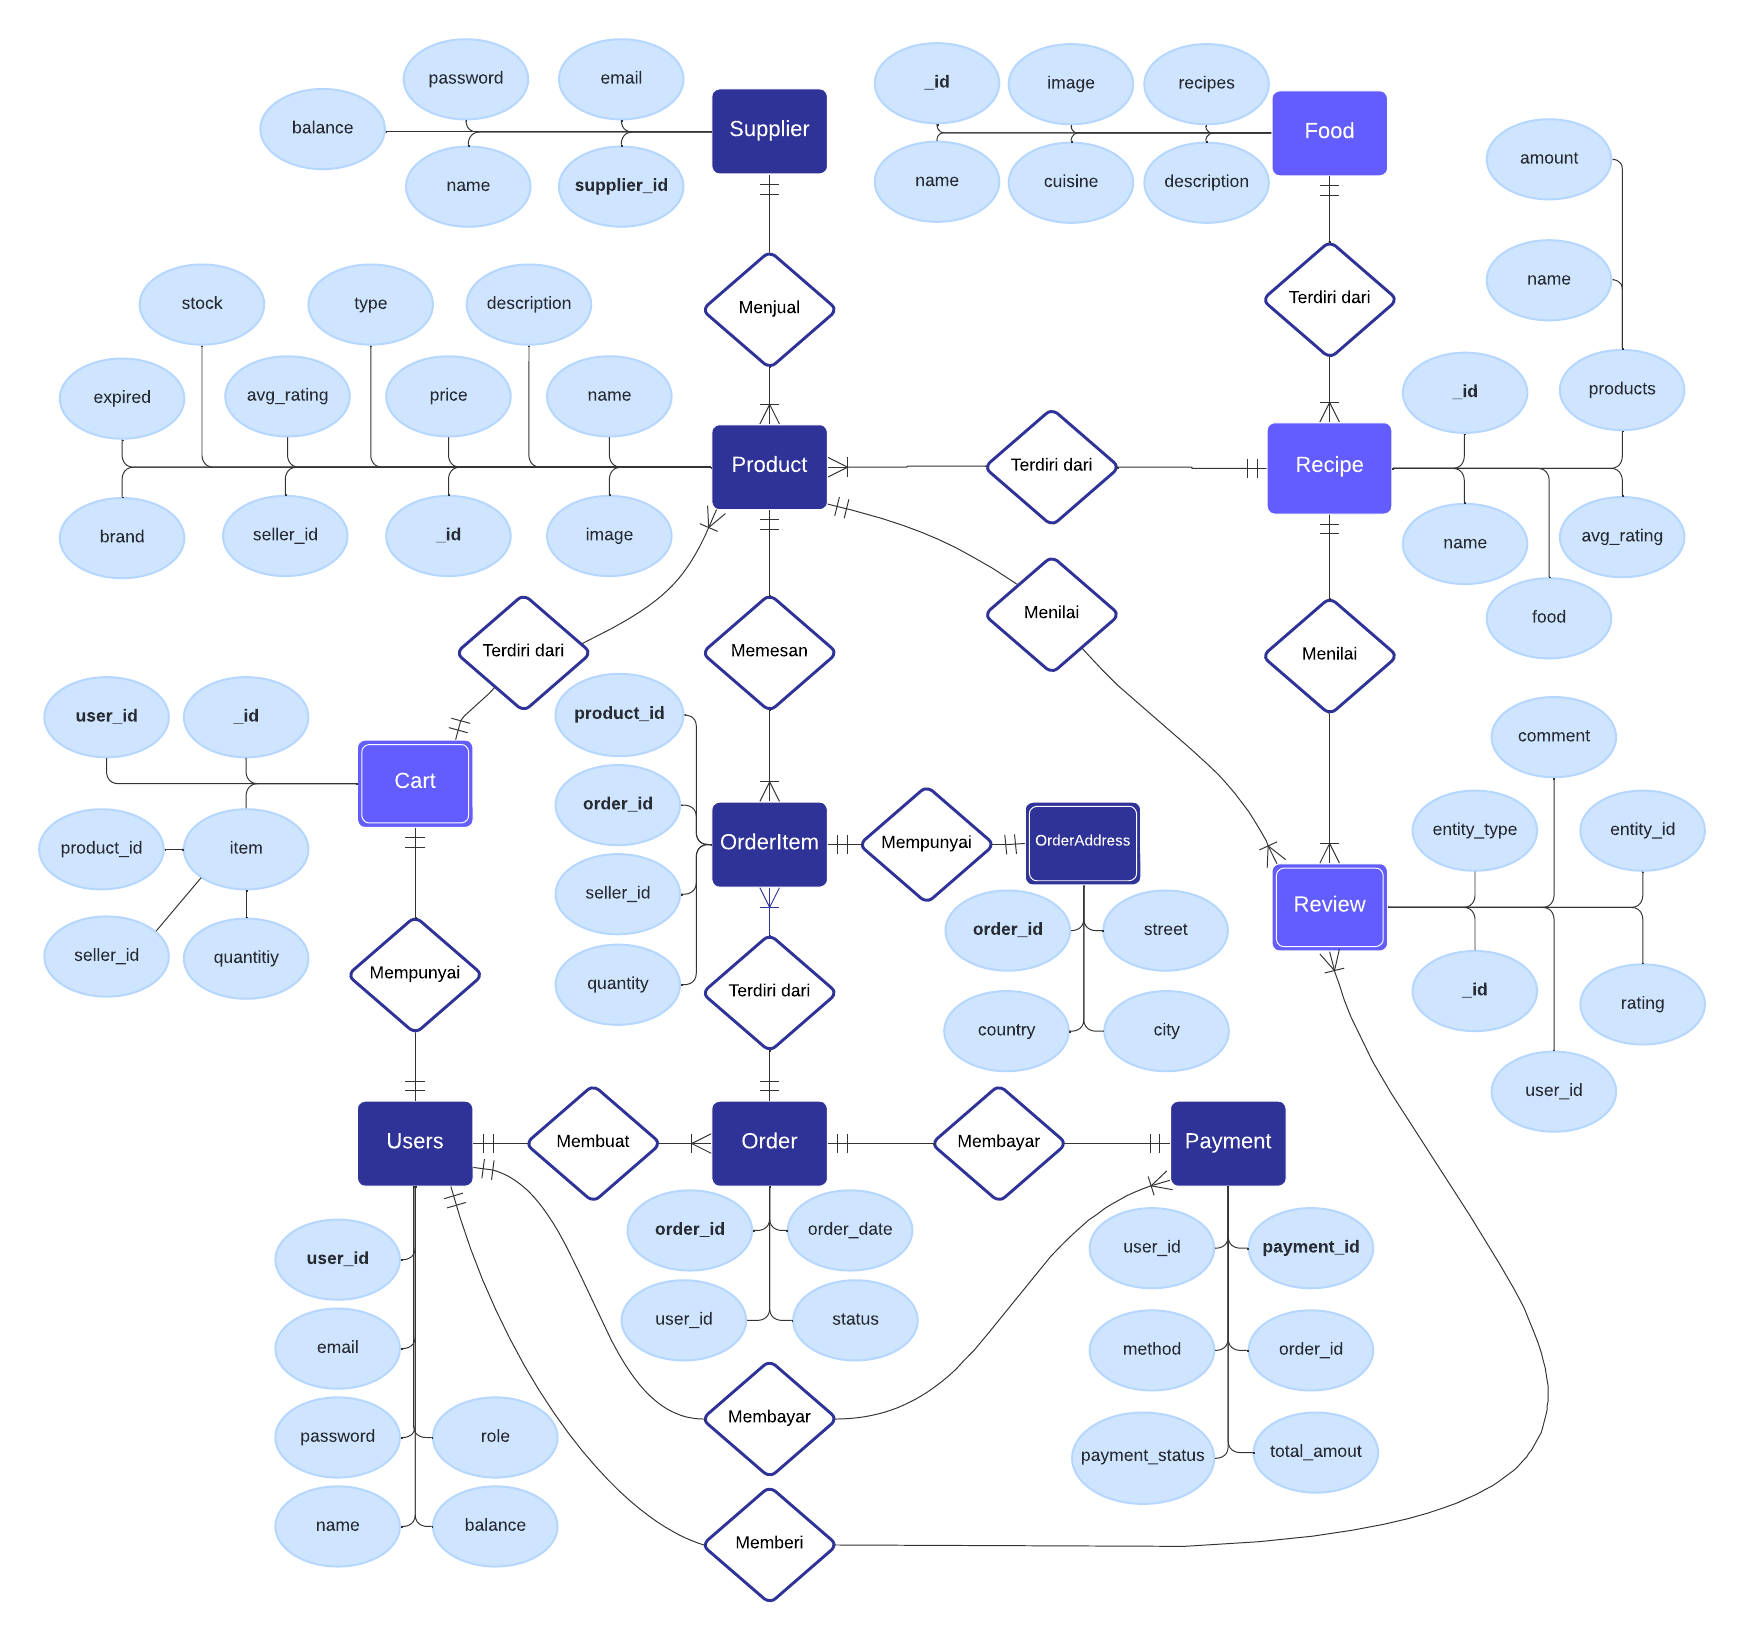 password
email
balance
Supplier
name
supplier_id
_id
image
recipes
Food
name
cuisine
description
amount
name
products
Menjual
Terdiri dari
stock
type
description
expired
avg_rating
price
name
Product
Terdiri dari
Recipe
_id
brand
seller_id
_id
image
name
avg_rating
food
Terdiri dari
Memesan
Menilai
Menilai
user_id
_id
Cart
product_id
item
seller_id
quantitiy
product_id
order_id
seller_id
quantity
OrderItem
Mempunyai
OrderAddress
order_id
street
country
city
comment
entity_type
entity_id
Review
_id
rating
user_id
Mempunyai
Terdiri dari
Users
Membuat
Order
Membayar
Payment
user_id
email
password
role
name
balance
order_id
order_date
user_id
status
user_id
payment_id
method
order_id
payment_status
total_amout
Membayar
Memberi